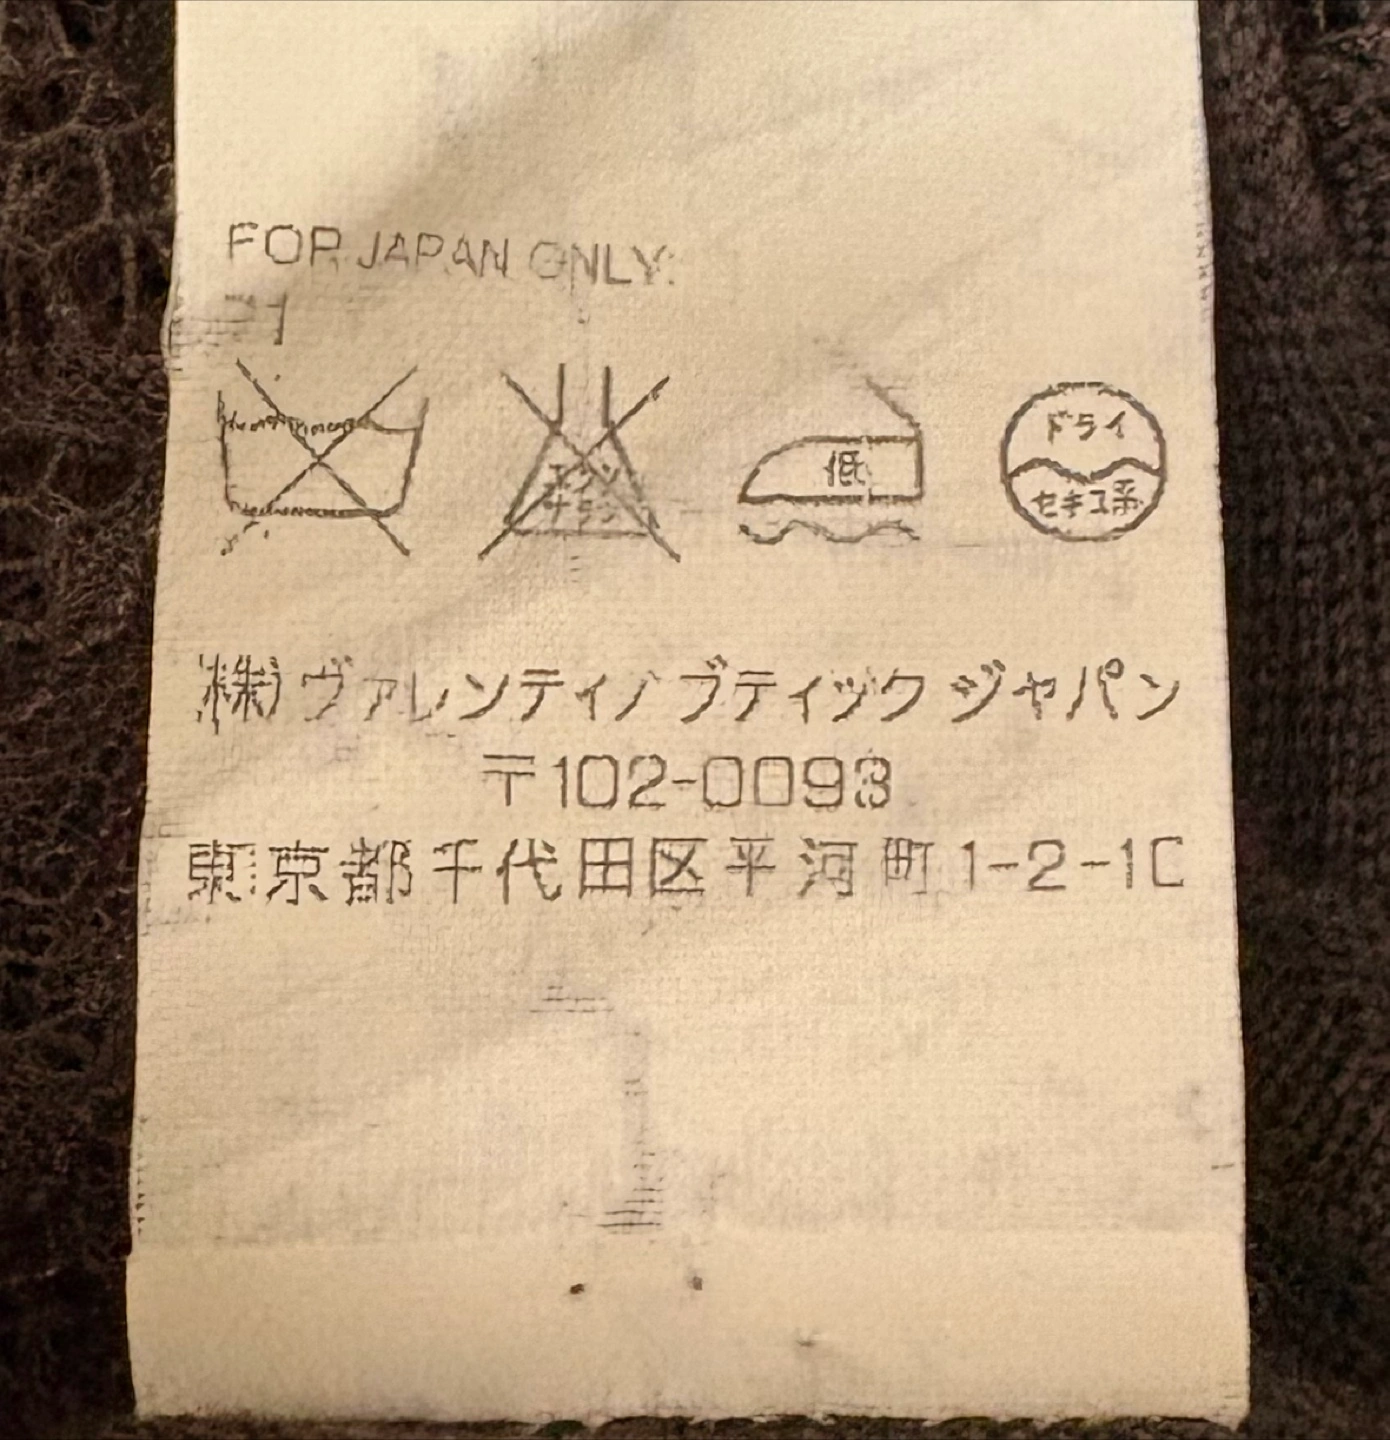 FOR JAPAN ONLY:
低
ドライ
セキユ系
㈱ヴァレンティノ ブティック ジャパン
〒102-0093
東京都千代田区平河町1-2-1C